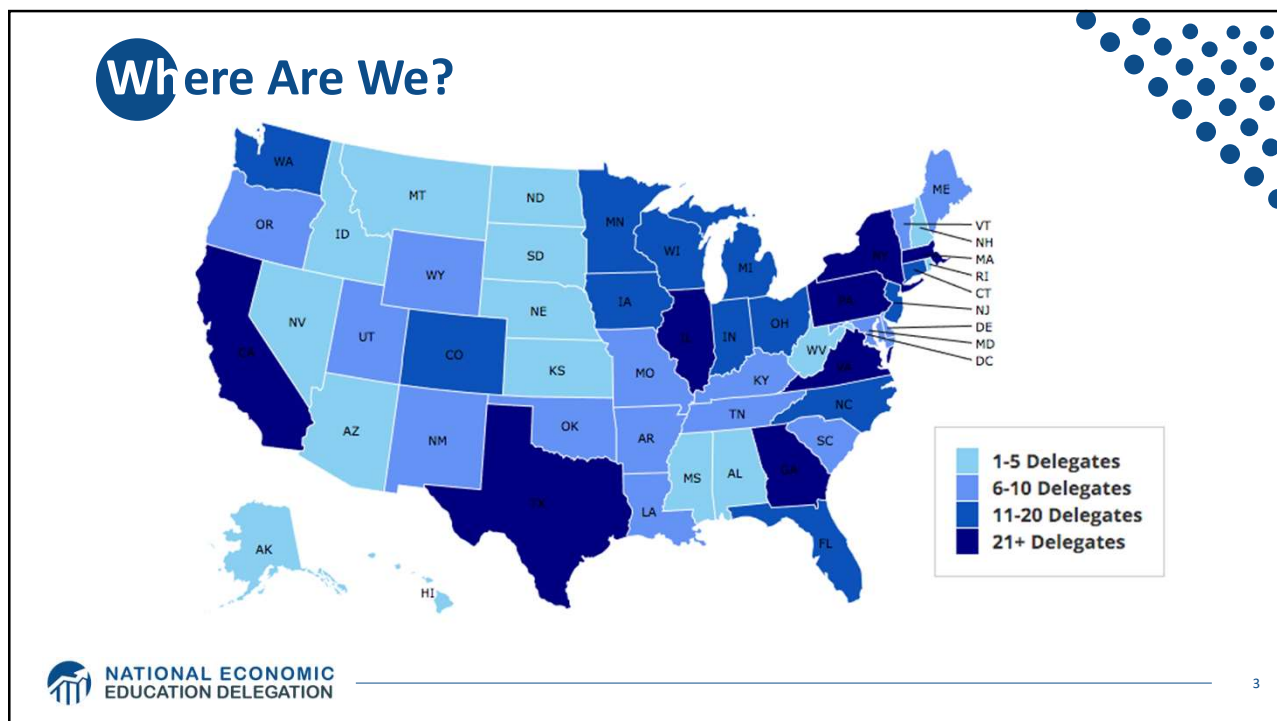 Where Are We?
WA
MT
ND
MN
ME
OR
ID
SD
WI
MI
NY
VT
NH
MA
RI
CT
NJ
DE
MD
DC
WY
NE
IA
PA
NV
UT
CO
IL
IN
OH
WV
VA
CA
KS
MO
KY
AZ
NM
OK
AR
TN
NC
SC
TX
LA
MS
AL
GA
FL
AK
HI
1-5 Delegates
6-10 Delegates
11-20 Delegates
21+ Delegates
NATIONAL ECONOMIC
EDUCATION DELEGATION
3